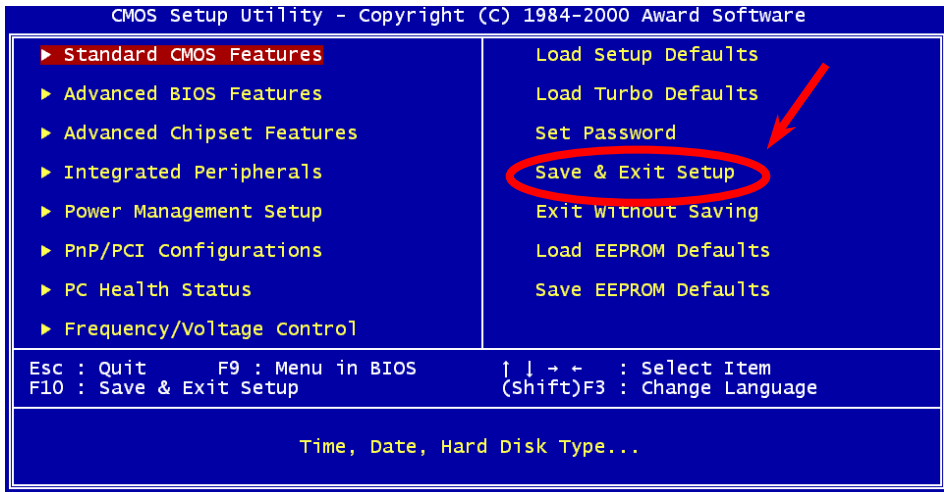 CMOS Setup Utility - Copyright (C) 1984-2000 Award Software
▶ Standard CMOS Features
▶ Advanced BIOS Features
▶ Advanced Chipset Features
▶ Integrated Peripherals
▶ Power Management Setup
▶ PnP/PCI Configurations
▶ PC Health Status
▶ Frequency/Voltage Control
Load Setup Defaults
Load Turbo Defaults
Set Password
Save & Exit Setup
Exit Without Saving
Load EEPROM Defaults
Save EEPROM Defaults
Esc : Quit F9 : Menu in BIOS ↑ ↓ → ← : Select Item
F10 : Save & Exit Setup (Shift)F3 : Change Language
Time, Date, Hard Disk Type...